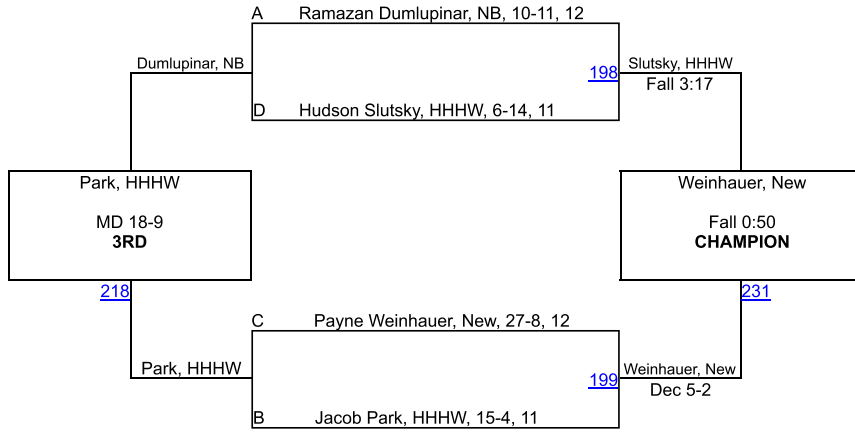 A Ramazan Dumlupinar, NB, 10-11, 12
Dumlupinar, NB
198
Slutsky, HHHW
Fall 3:17
D Hudson Slutsky, HHHW, 6-14, 11
Park, HHHW
MD 18-9
3RD
218
Weinhauer, New
Fall 0:50
CHAMPION
231
C Payne Weinhauer, New, 27-8, 12
Park, HHHW
199
Weinhauer, New
Dec 5-2
B Jacob Park, HHHW, 15-4, 11